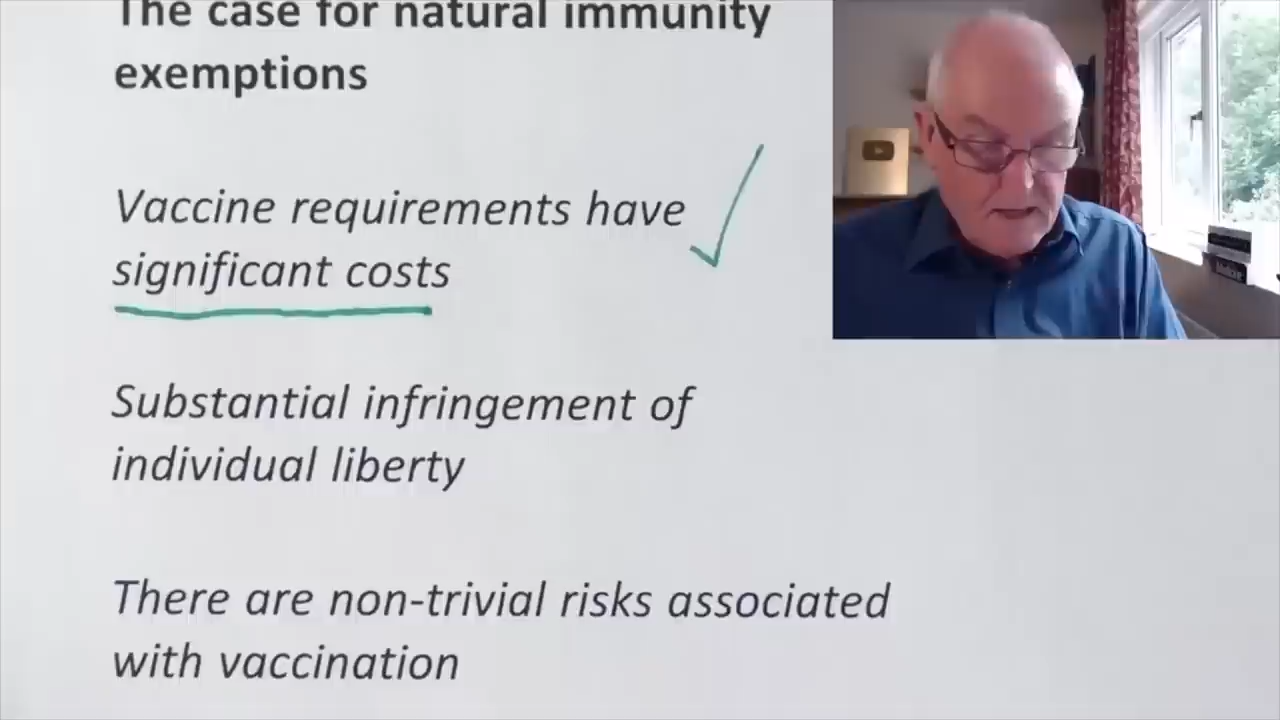 The case for natural immunity
exemptions
Vaccine requirements have
significant costs
Substantial infringement of
individual liberty
There are non-trivial risks associated
with vaccination